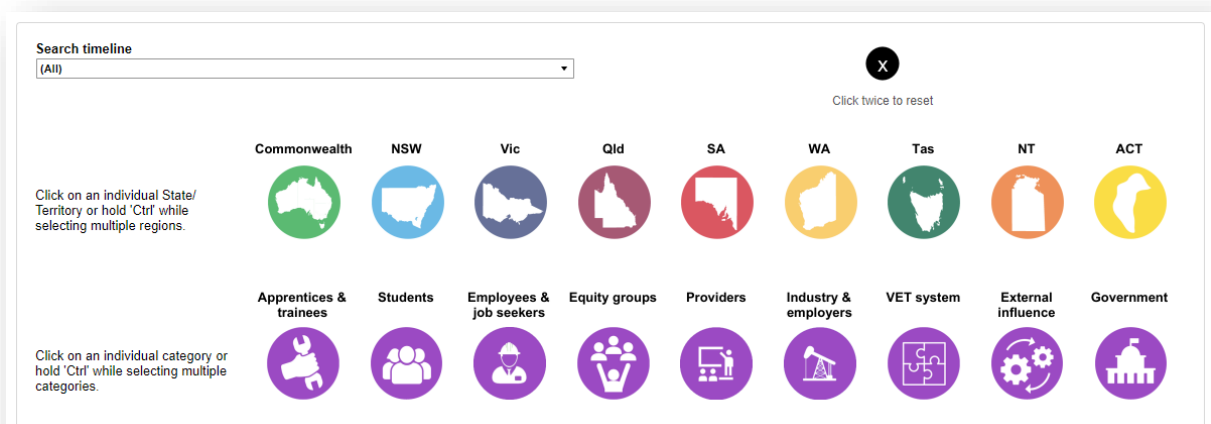 Search timeline
(All)
X
Click twice to reset
Commonwealth NSW Vic Qld SA WA Tas NT ACT
Click on an individual State/
Territory or hold 'Ctrl' while
selecting multiple regions.
Apprentices & Students Employees & Equity groups Providers Industry & VET system External Government
trainees job seekers employers influence
Click on an individual category or
hold 'Ctrl' while selecting multiple
categories.